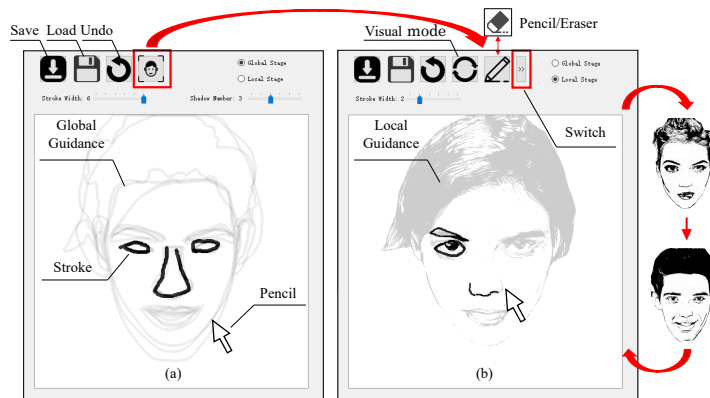 Save Load Undo
Visual mode
Pencil/Eraser
Global Stage
Local Stage
Stroke Width: 6
Shadow Number: 3
Global Stage
Local Stage
Stroke Width: 2
>>
Switch
Global
Guidance
Stroke
Pencil
(a)
Local
Guidance
(b)